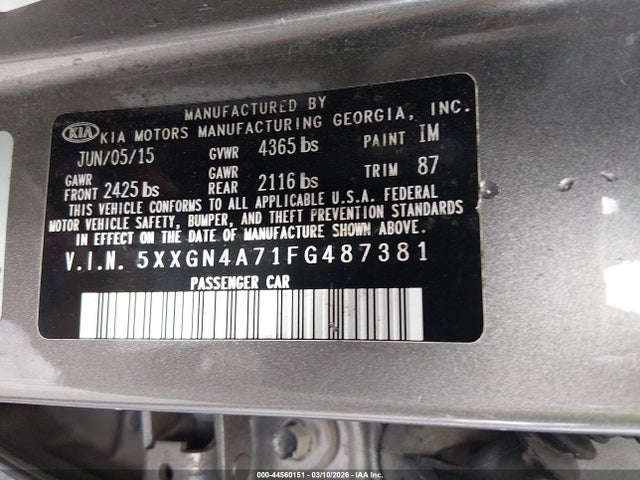 MANUFACTURED BY
KIA KIA MOTORS MANUFACTURING GEORGIA, INC.
JUN/05/15 GVWR 4365 lbs PAINT IM
GAWR FRONT 2425 lbs GAWR REAR 2116 lbs TRIM 87
THIS VEHICLE CONFORMS TO ALL APPLICABLE U.S.A. FEDERAL
MOTOR VEHICLE SAFETY, BUMPER, AND THEFT PREVENTION STANDARDS
IN EFFECT ON THE DATE OF MANUFACTURE SHOWN ABOVE.
V.I.N. 5XXGN4A71FG487381
PASSENGER CAR
000-44560151 | 03/10/2026 | IAA Inc.